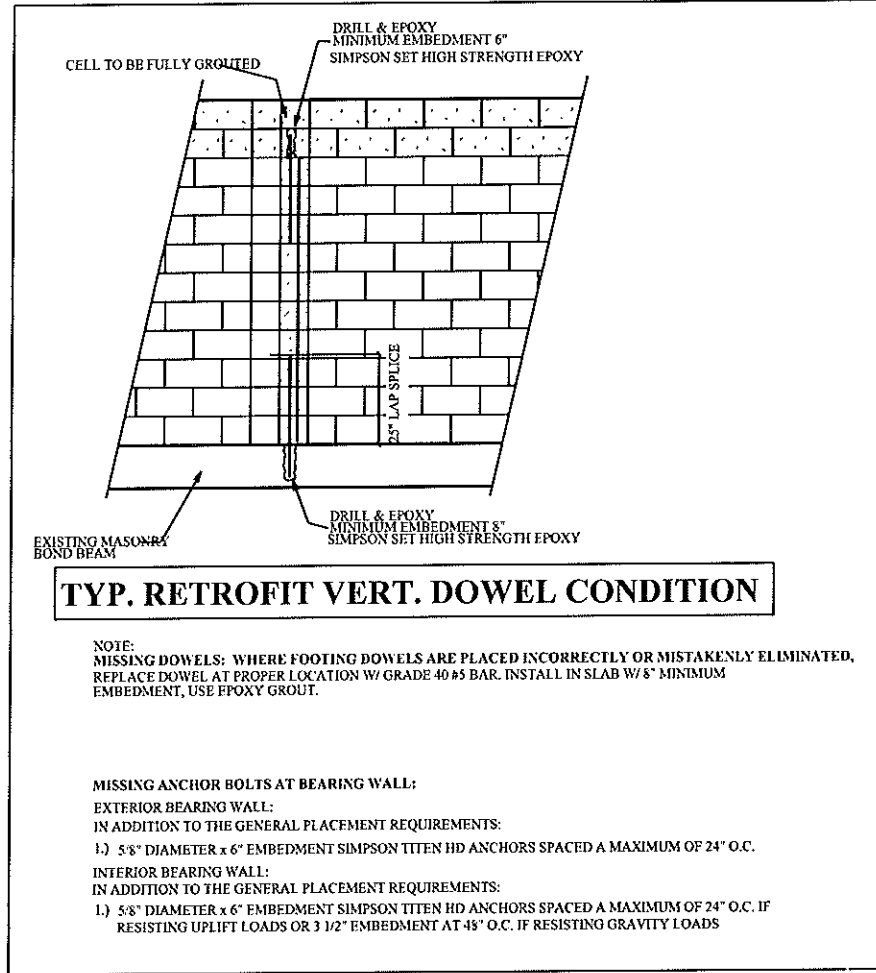 DRILL & EPOXY
MINIMUM EMBEDMENT 6"
SIMPSON SET HIGH STRENGTH EPOXY
CELL TO BE FULLY GROUTED
25" LAP SPLICE
DRILL & EPOXY
MINIMUM EMBEDMENT 8"
SIMPSON SET HIGH STRENGTH EPOXY
EXISTING MASONRY
BOND BEAM
TYP. RETROFIT VERT. DOWEL CONDITION
NOTE:
MISSING DOWELS: WHERE FOOTING DOWELS ARE PLACED INCORRECTLY OR MISTAKENLY ELIMINATED,
REPLACE DOWEL AT PROPER LOCATION W/ GRADE 40 #5 BAR. INSTALL IN SLAB W/ 8" MINIMUM
EMBEDMENT, USE EPOXY GROUT.
MISSING ANCHOR BOLTS AT BEARING WALL:
EXTERIOR BEARING WALL:
IN ADDITION TO THE GENERAL PLACEMENT REQUIREMENTS:
1.) 5/8" DIAMETER x 6" EMBEDMENT SIMPSON TITEN HD ANCHORS SPACED A MAXIMUM OF 24" O.C.
INTERIOR BEARING WALL:
IN ADDITION TO THE GENERAL PLACEMENT REQUIREMENTS:
1.) 5/8" DIAMETER x 6" EMBEDMENT SIMPSON TITEN HD ANCHORS SPACED A MAXIMUM OF 24" O.C. IF
RESISTING UPLIFT LOADS OR 3 1/2" EMBEDMENT AT 48" O.C. IF RESISTING GRAVITY LOADS